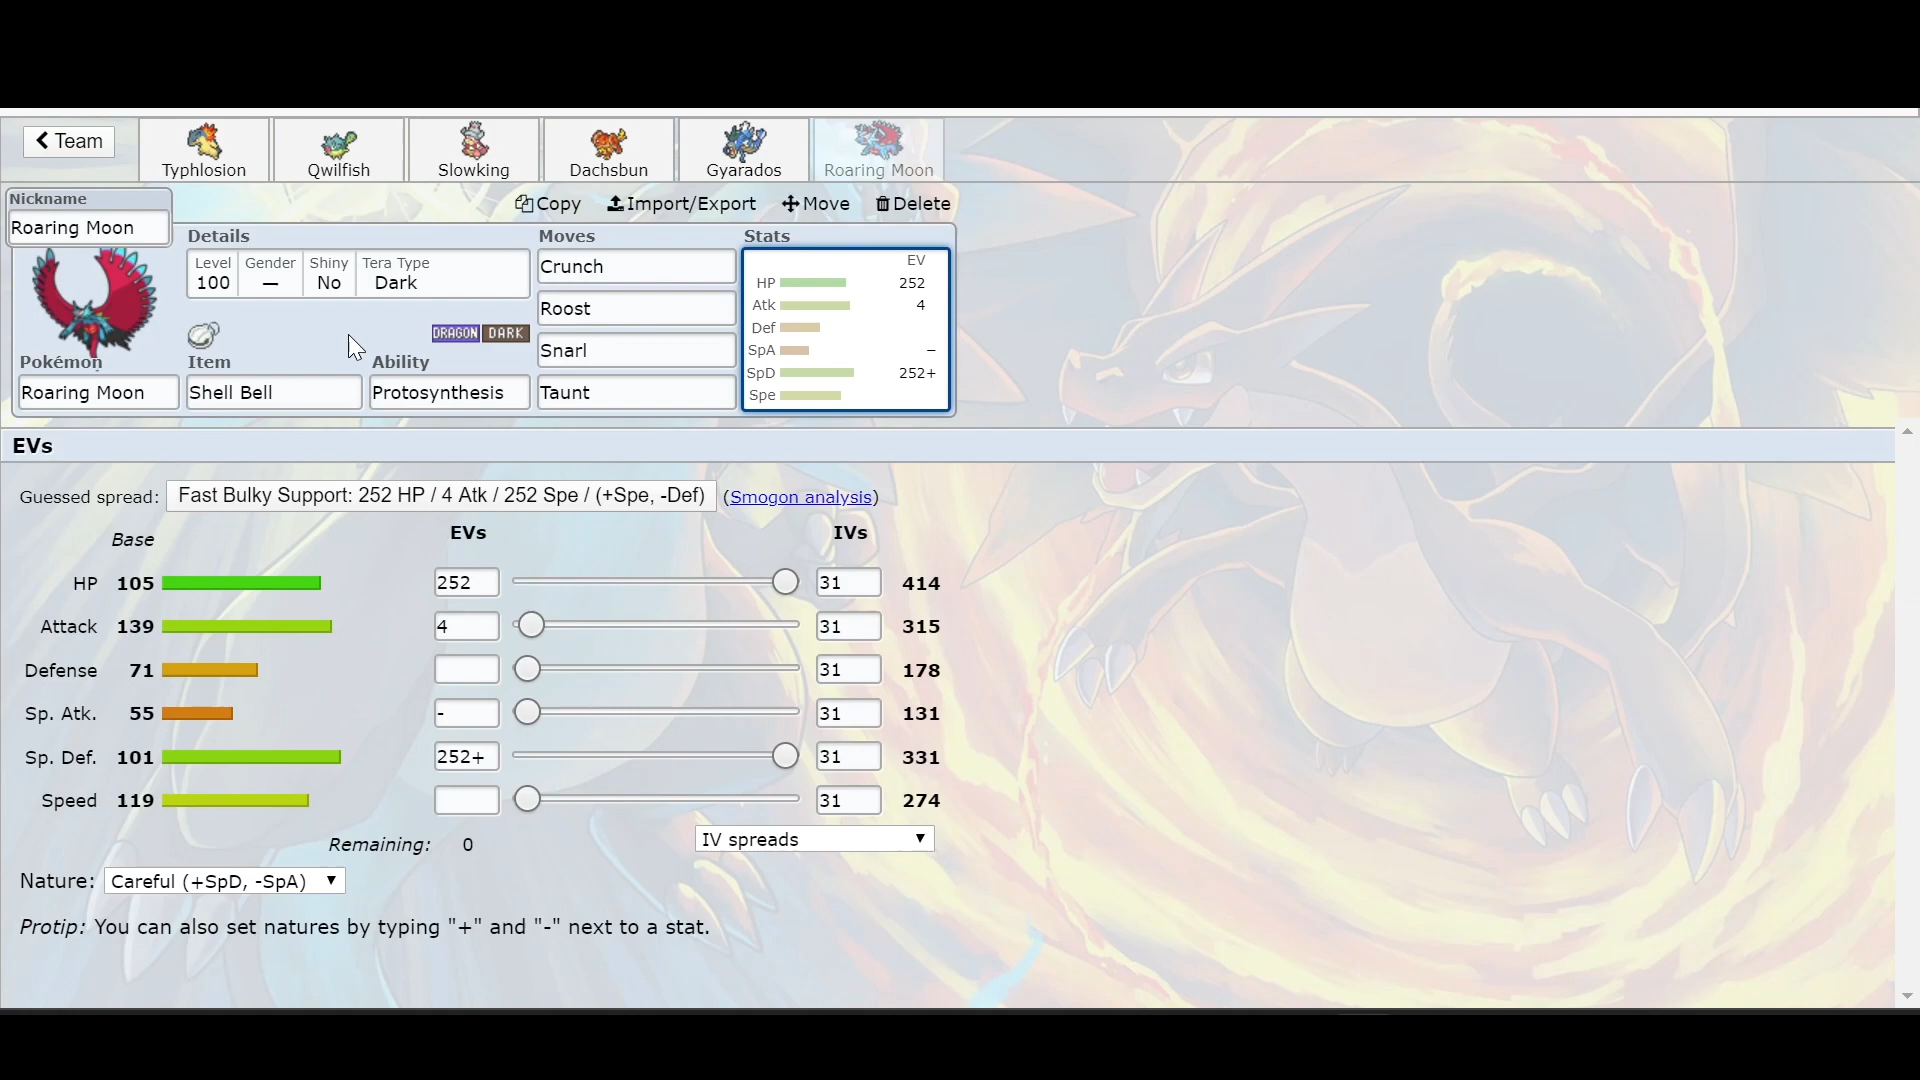 Team
Typhlosion
Qwilfish
Slowking
Dachsbun
Gyarados
Roaring Moon
Copy
Import/Export
Move
Delete
Nickname
Roaring Moon
Details
Level
100
Gender
—
Shiny
No
Tera Type
Dark
DRAGON
DARK
Pokémon
Roaring Moon
Item
Shell Bell
Ability
Protosynthesis
Moves
Crunch
Roost
Snarl
Taunt
Stats
EV
HP 252
Atk 4
Def
SpA −
SpD 252+
Spe
EVs
Guessed spread: Fast Bulky Support: 252 HP / 4 Atk / 252 Spe / (+Spe, -Def) (Smogon analysis)
Base EVs IVs
HP 105 252 31 414
Attack 139 4 31 315
Defense 71 31 178
Sp. Atk. 55 - 31 131
Sp. Def. 101 252+ 31 331
Speed 119 31 274
Remaining: 0
IV spreads
Nature: Careful (+SpD, -SpA)
Protip: You can also set natures by typing "+" and "-" next to a stat.